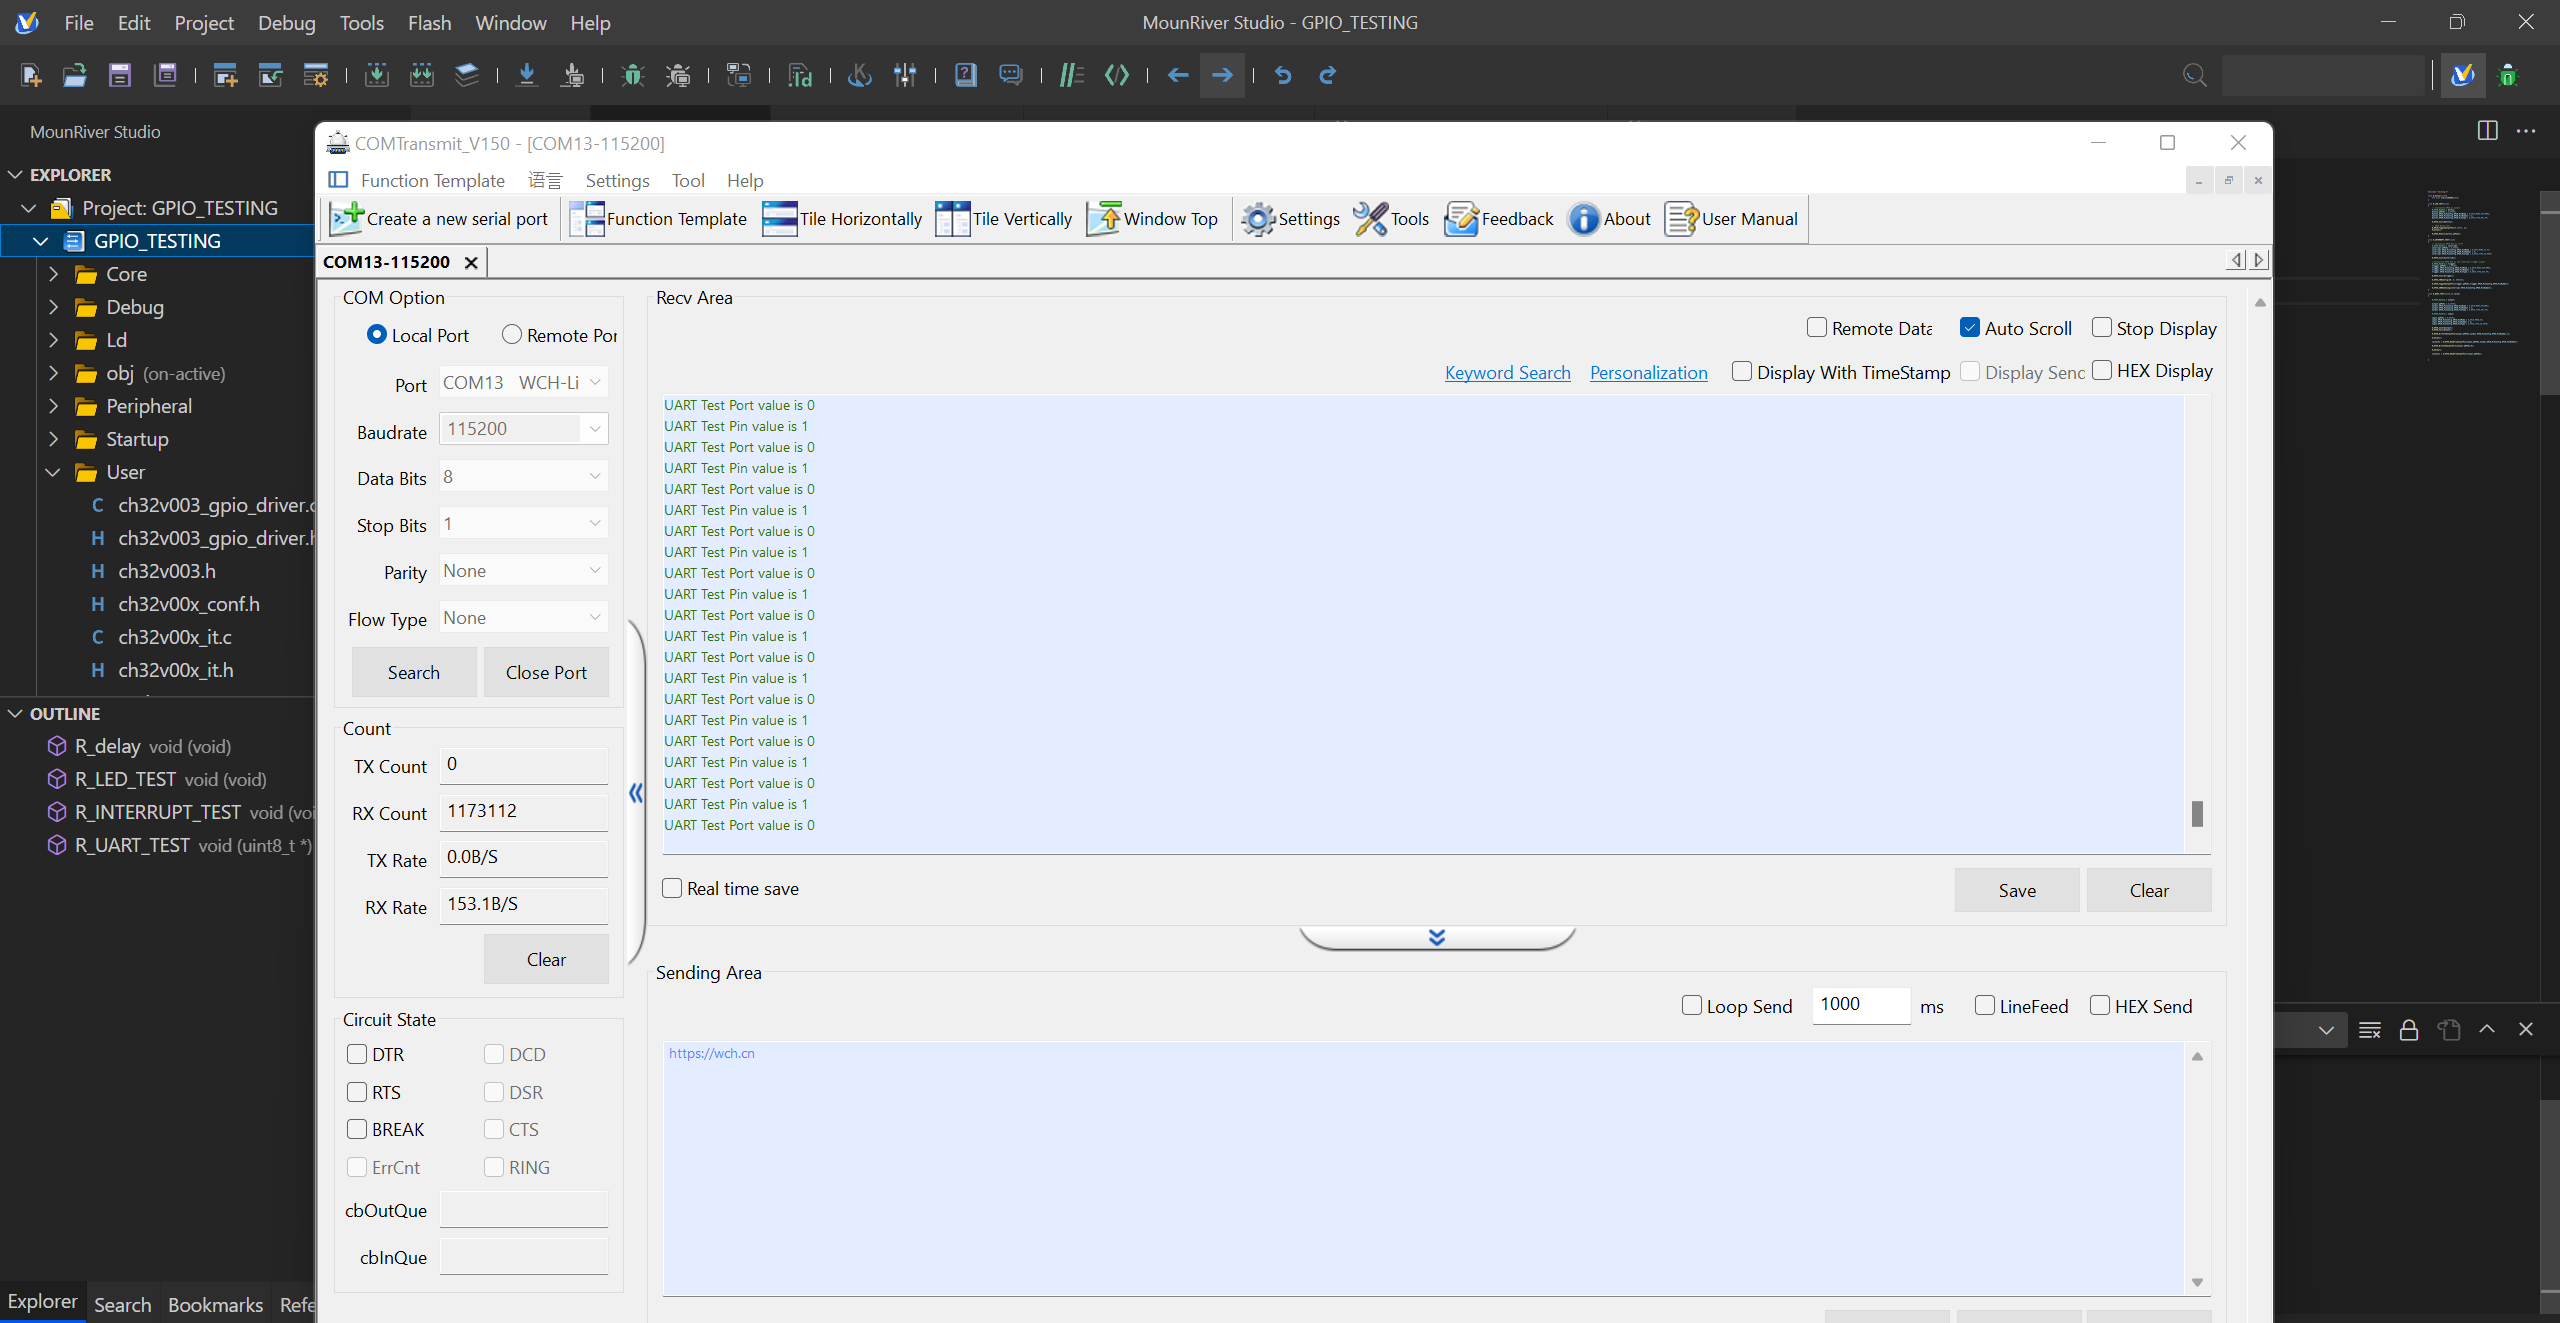 File Edit Project Debug Tools Flash Window Help
MounRiver Studio - GPIO_TESTING
MounRiver Studio
EXPLORER
Project: GPIO_TESTING
GPIO_TESTING
Core
Debug
Ld
obj (on-active)
Peripheral
Startup
User
C ch32v003_gpio_driver.c
H ch32v003_gpio_driver.h
H ch32v003.h
H ch32v00x_conf.h
C ch32v00x_it.c
H ch32v00x_it.h
OUTLINE
R_delay void (void)
R_LED_TEST void (void)
R_INTERRUPT_TEST void (voi
R_UART_TEST void (uint8_t *)
Explorer Search Bookmarks Refe
COMTransmit_V150 - [COM13-115200]
Function Template 语言 Settings Tool Help
Create a new serial port Function Template Tile Horizontally Tile Vertically Window Top Settings Tools Feedback About User Manual
COM13-115200
COM Option
Local Port Remote Por
Port COM13 WCH-Li
Baudrate 115200
Data Bits 8
Stop Bits 1
Parity None
Flow Type None
Search Close Port
Count
TX Count 0
RX Count 1173112
TX Rate 0.0B/S
RX Rate 153.1B/S
Clear
Circuit State
DTR DCD
RTS DSR
BREAK CTS
ErrCnt RING
cbOutQue
cbInQue
Recv Area
Remote Data Auto Scroll Stop Display
Keyword Search Personalization Display With TimeStamp Display Senc HEX Display
UART Test Port value is 0
UART Test Pin value is 1
UART Test Port value is 0
UART Test Pin value is 1
UART Test Port value is 0
UART Test Pin value is 1
UART Test Port value is 0
UART Test Pin value is 1
UART Test Port value is 0
UART Test Pin value is 1
UART Test Port value is 0
UART Test Pin value is 1
UART Test Port value is 0
UART Test Pin value is 1
UART Test Port value is 0
UART Test Pin value is 1
UART Test Port value is 0
UART Test Pin value is 1
UART Test Port value is 0
UART Test Pin value is 1
UART Test Port value is 0
Real time save
Save Clear
Sending Area
Loop Send 1000 ms LineFeed HEX Send
https://wch.cn